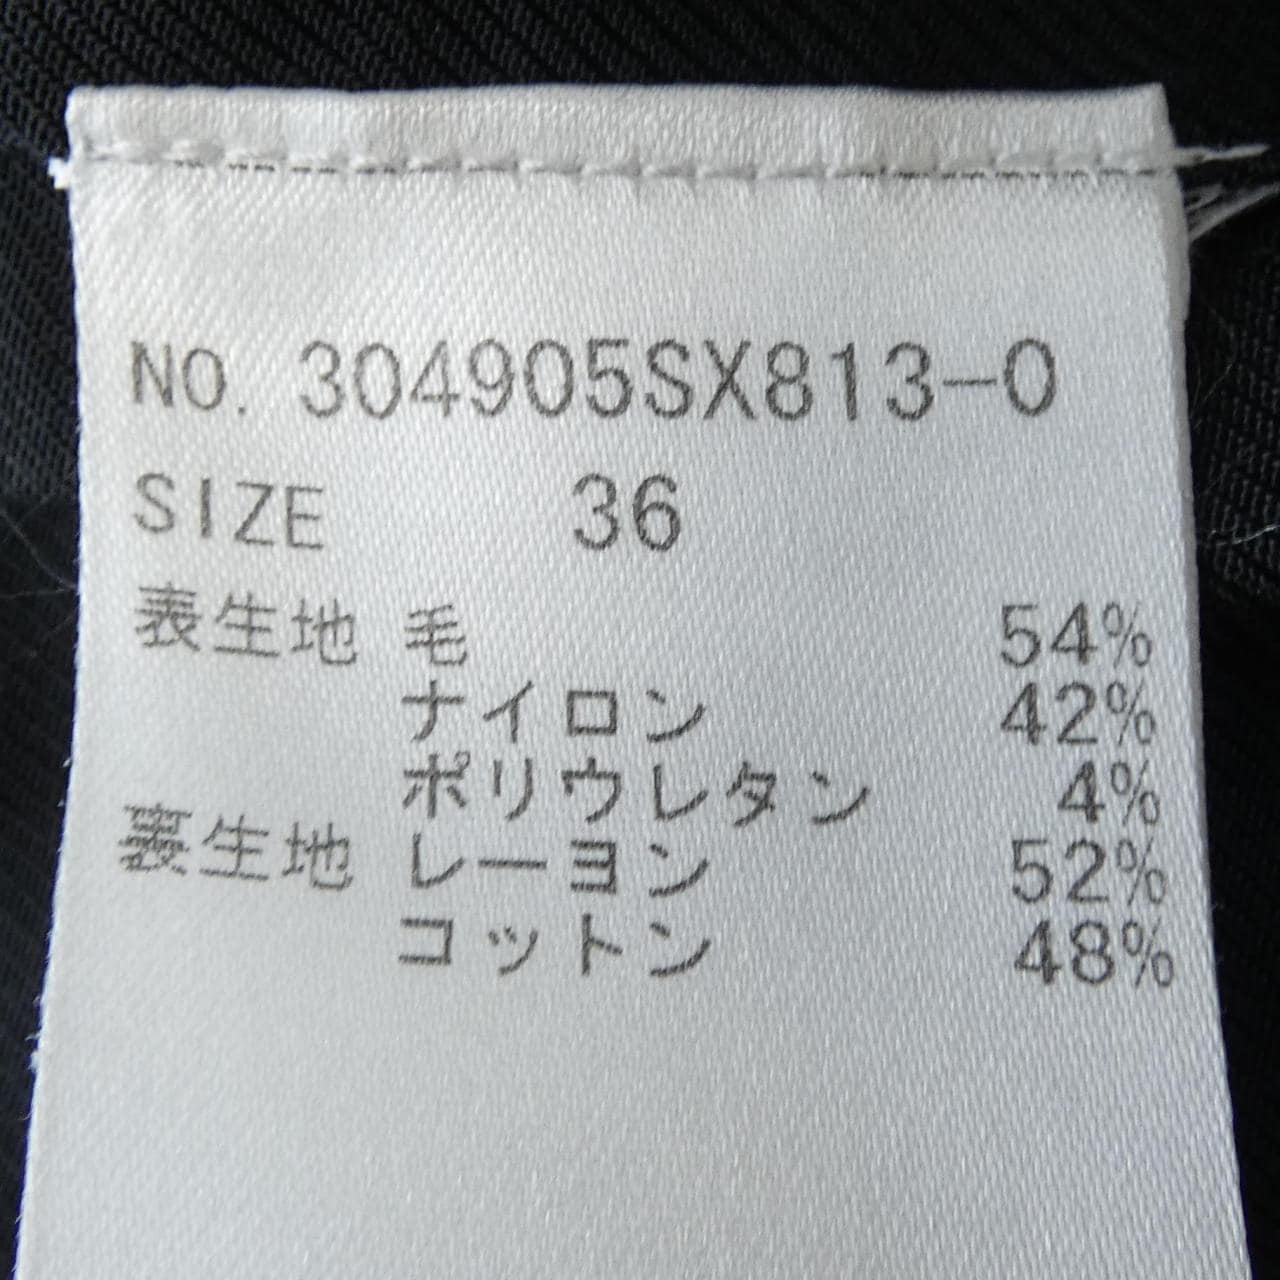 NO. 304905SX813-0
SIZE 36
表生地 毛 54%
ナイロン 42%
ポリウレタン 4%
裏生地 レーヨン 52%
コットン 48%